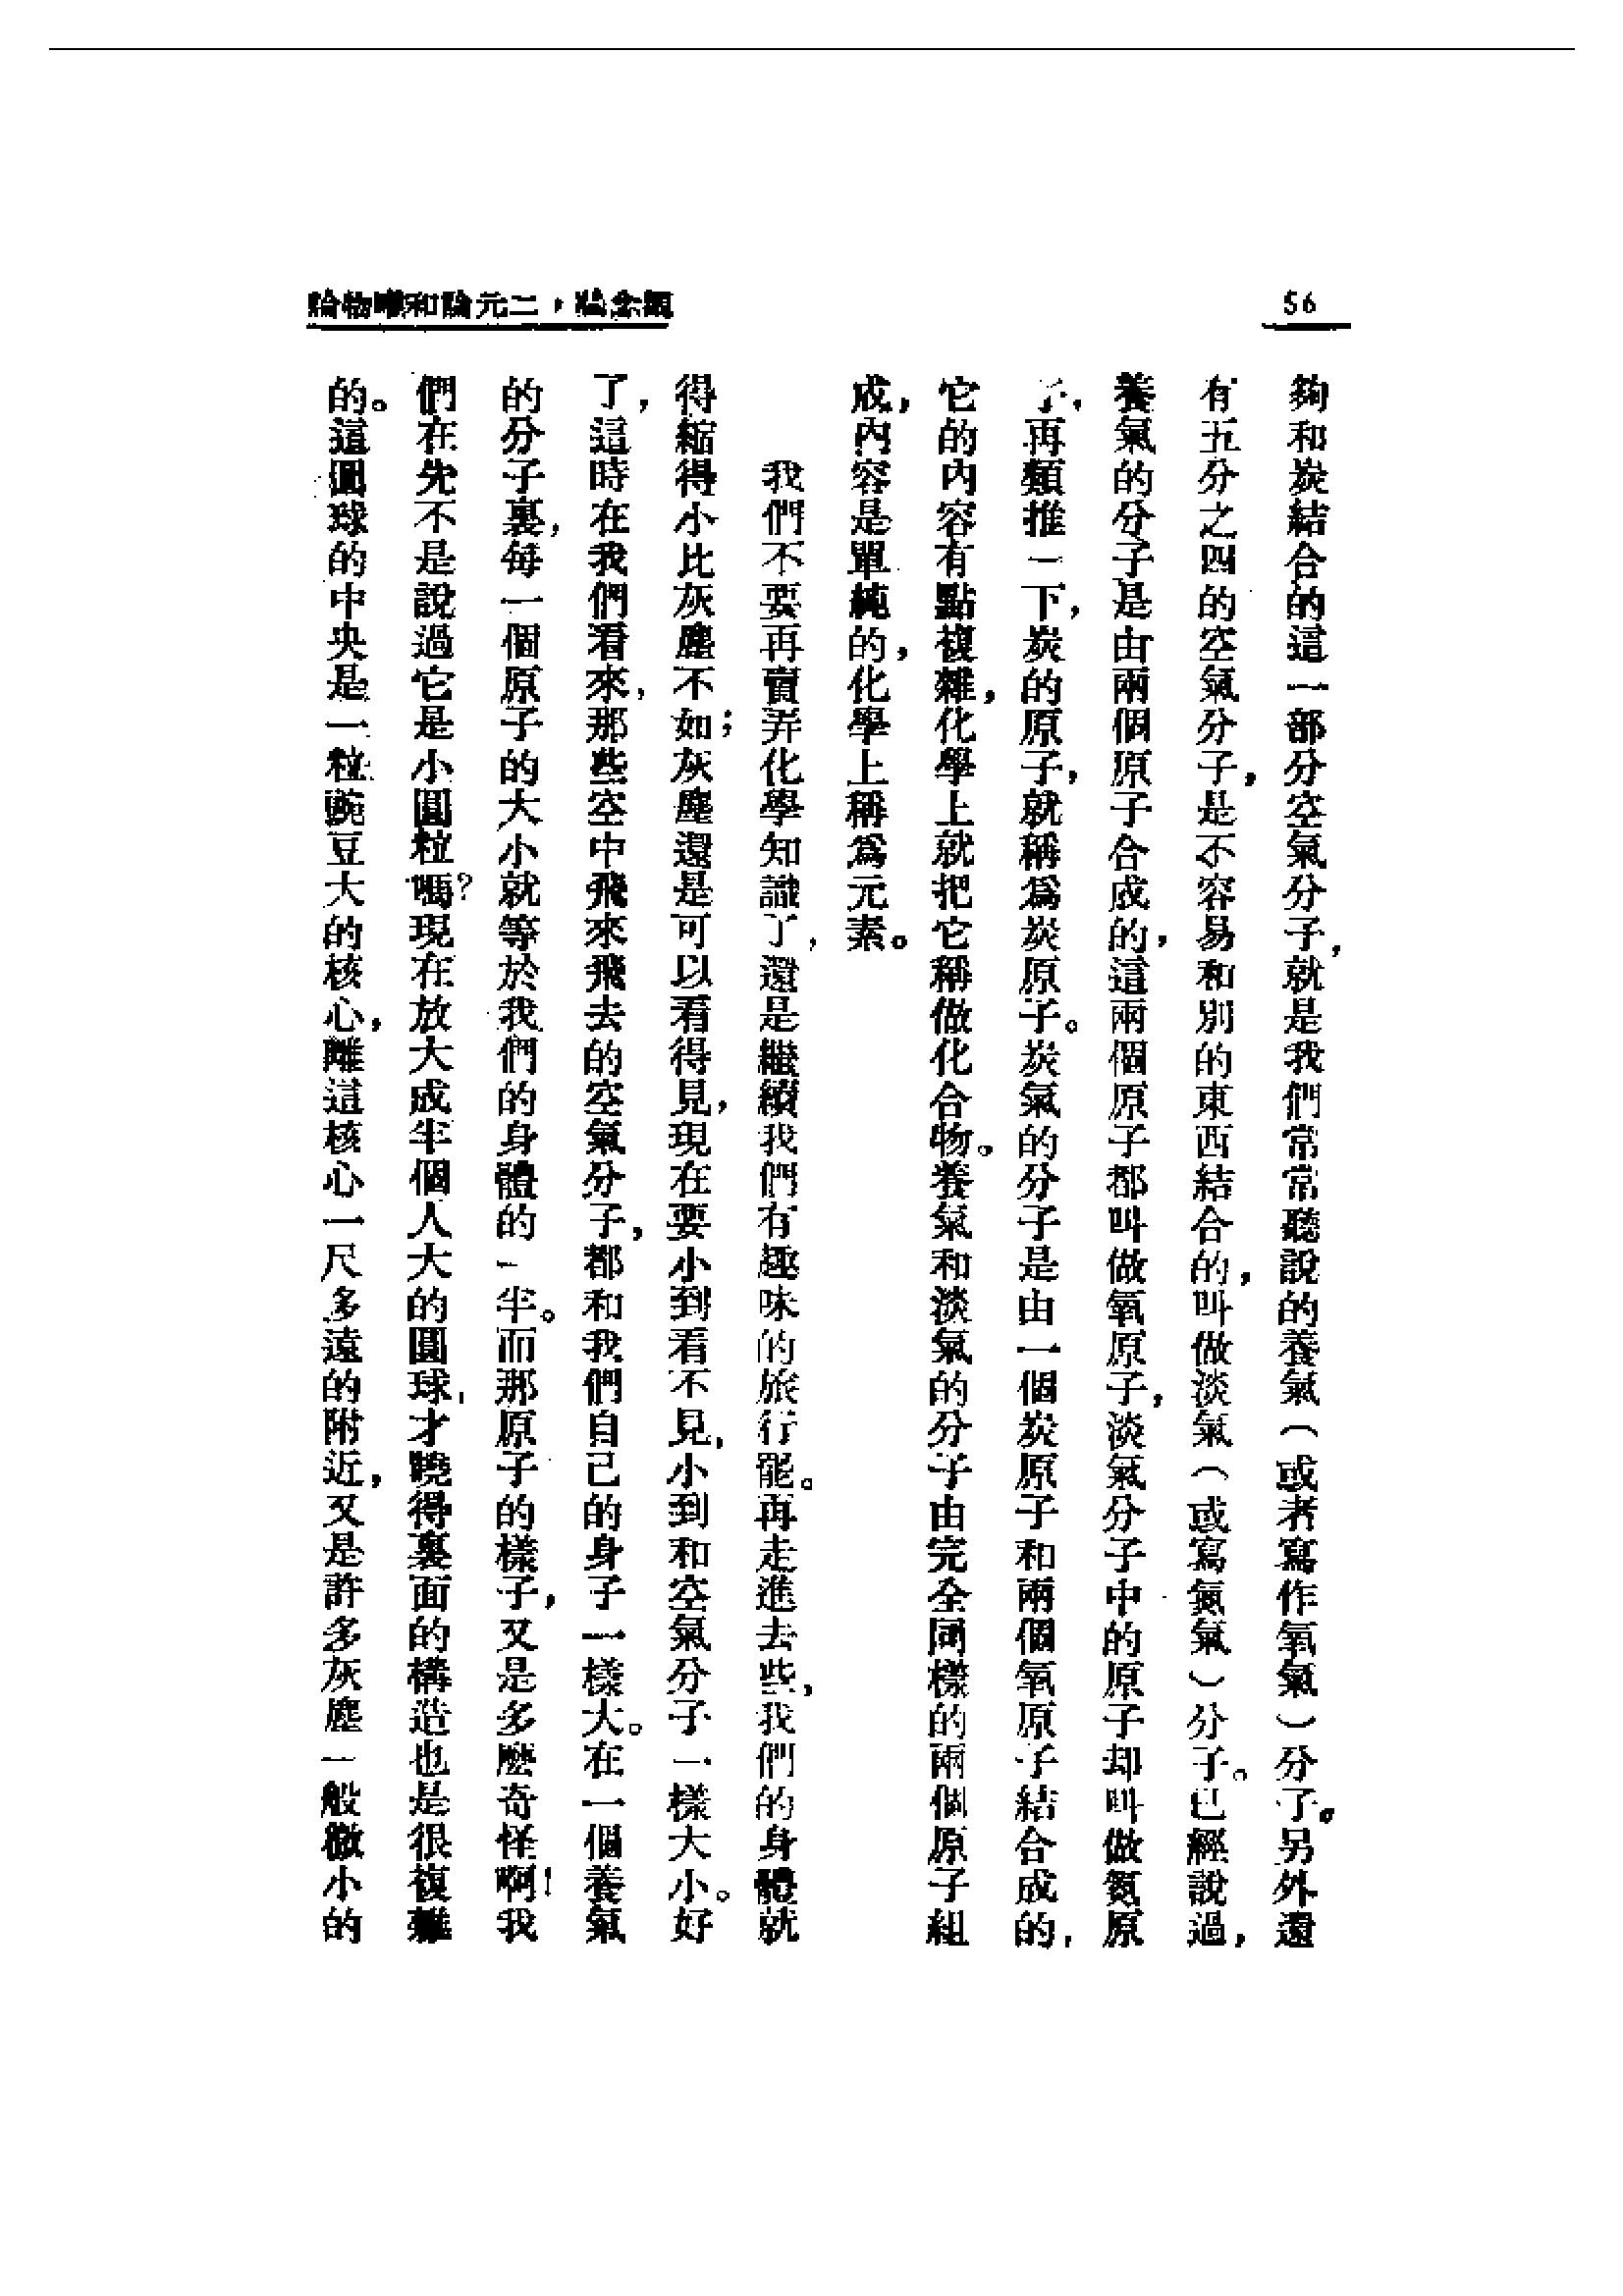 56
觀念論，二元論和唯物論
夠和炭結合的這一部分空氣分子，就是我們常常聽說的養氣（或者寫作氧氣）分子。另外還
有五分之四的空氣分子，是不容易和別的東西結合的，叫做淡氣（或寫氮氣）分子。已經說過，
養氣的分子是由兩個原子合成的，這兩個原子都叫做氧原子，淡氣分子中的原子却叫做氮原
子，再類推一下，炭的原子，就稱爲炭原子。炭氣的分子是由一個炭原子和兩個氧原子結合成的，
它的內容有點複雜，化學上就把它稱做化合物。養氣和淡氣的分子由完全同樣的兩個原子組
成，內容是單純的，化學上稱爲元素。
我們不要再賣弄化學知識了，還是繼續我們有趣味的旅行罷。再走進去些，我們的身體就
得縮得小比灰塵不如；灰塵還是可以看得見，現在要小到看不見，小到和空氣分子一樣大小。好
了，這時在我們看來，那些空中飛來飛去的空氣分子，都和我們自己的身子一樣大。在一個養氣
的分子裏，每一個原子的大小就等於我們的身體的一半。而那原子的樣子，又是多麼奇怪啊！我
們在先不是說過它是小圓粒嗎？現在放大成半個人大的圓球，才曉得裏面的構造也是很複雜
的。這圓球的中央是一粒豌豆大的核心，離這核心一尺多遠的附近，又是許多灰塵一般微小的